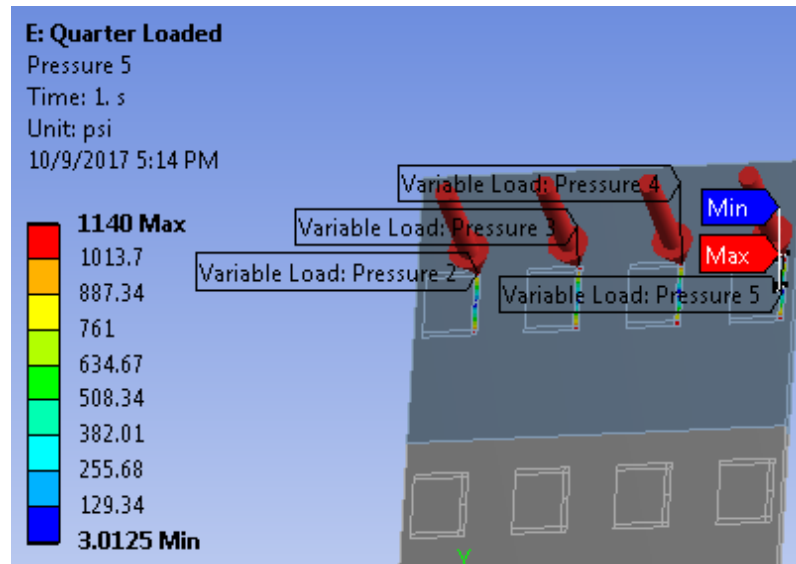 E: Quarter Loaded
Pressure 5
Time: 1. s
Unit: psi
10/9/2017 5:14 PM
1140 Max
1013.7
887.34
761
634.67
508.34
382.01
255.68
129.34
3.0125 Min
Variable Load: Pressure 4
Variable Load: Pressure 3
Variable Load: Pressure 2
Min
Max
Variable Load: Pressure 5
Y